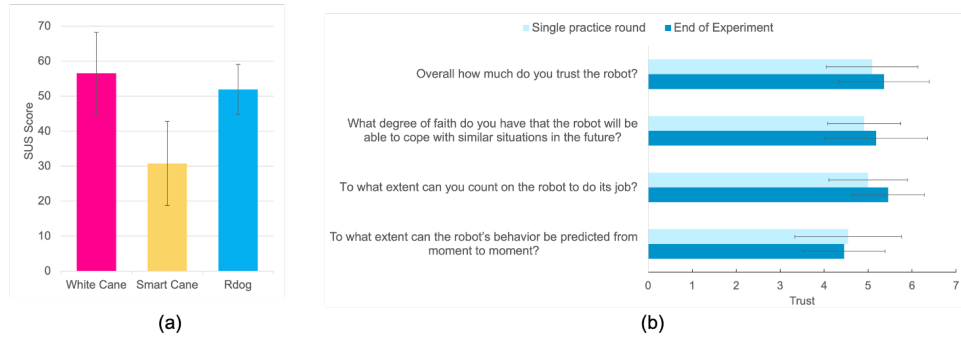 70
60
50
40
30
20
10
0
SUS Score
White Cane Smart Cane Rdog
(a)
Single practice round End of Experiment
Overall how much do you trust the robot?
What degree of faith do you have that the robot will be
able to cope with similar situations in the future?
To what extent can you count on the robot to do its job?
To what extent can the robot's behavior be predicted from
moment to moment?
0 1 2 3 4 5 6 7
Trust
(b)